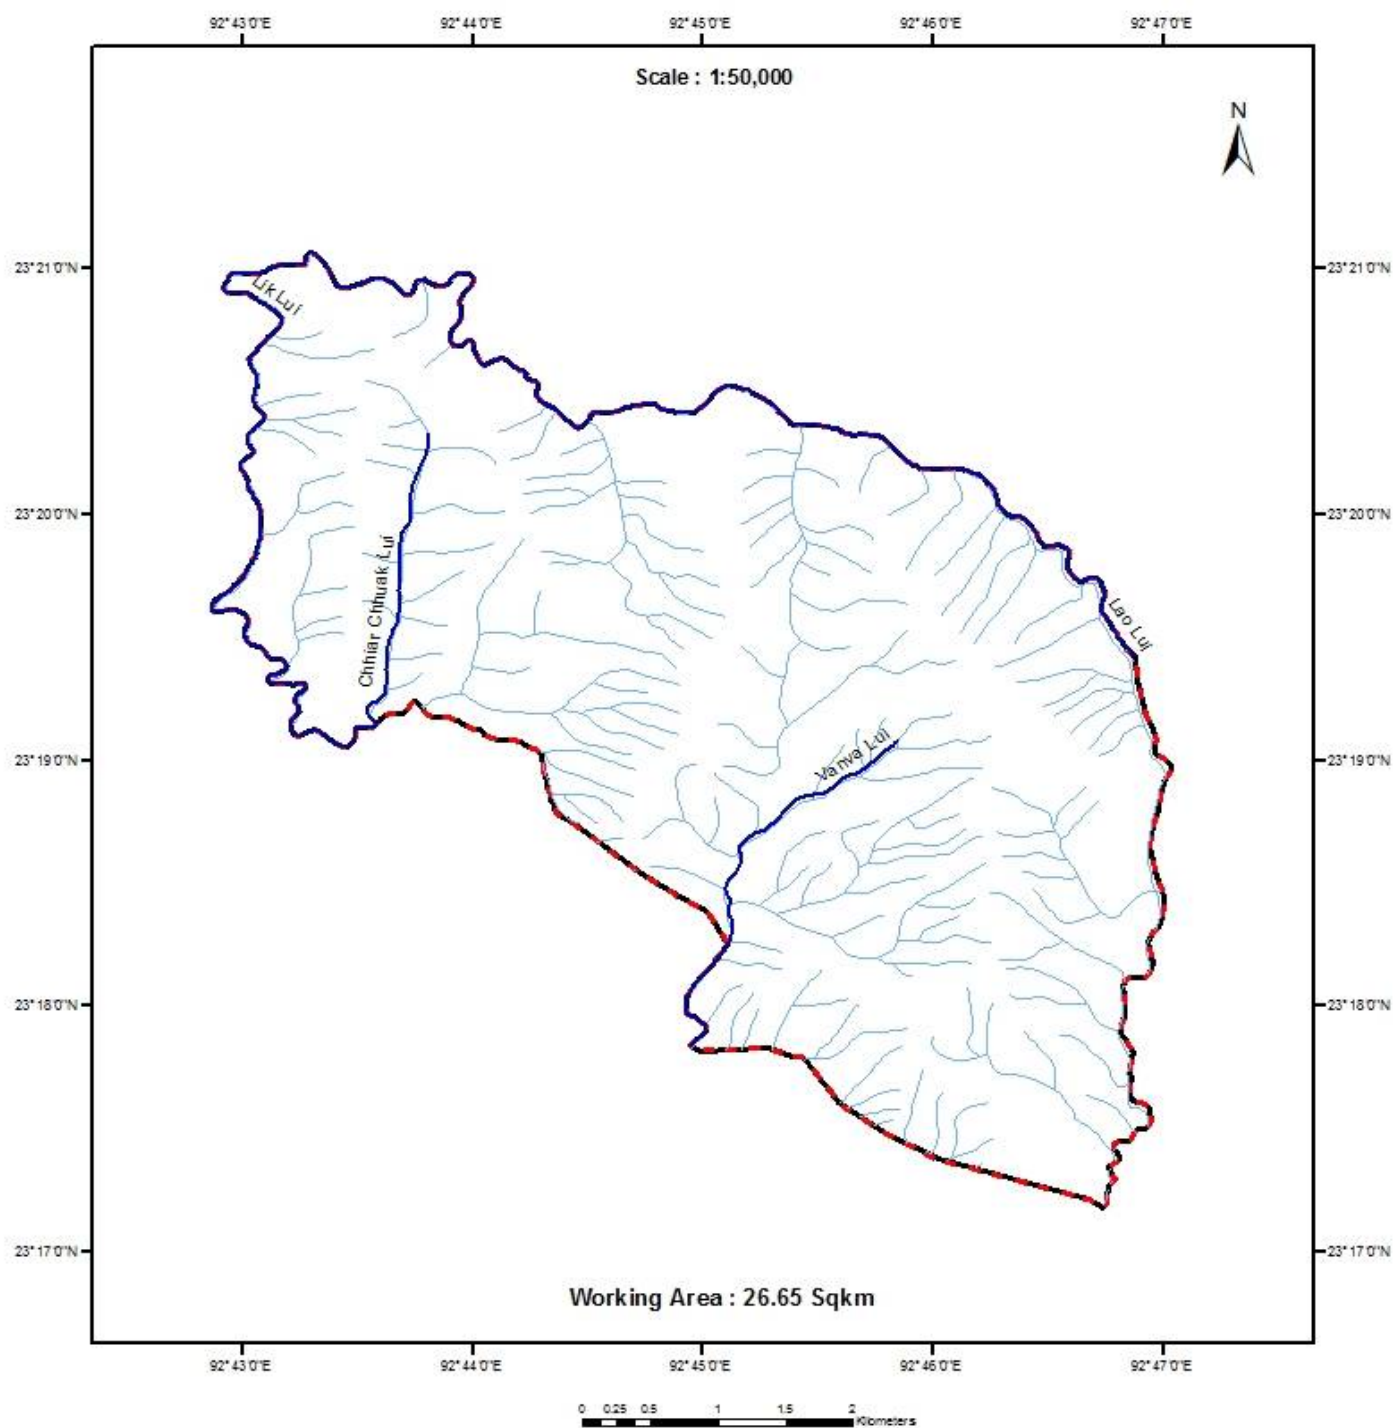 92°43'0"E 92°44'0"E 92°45'0"E 92°46'0"E 92°47'0"E
Scale : 1:50,000
N
23°21'0"N 23°21'0"N
Lik Lui
23°20'0"N 23°20'0"N
Chhiar Chhuak Lui
Lao Lui
23°19'0"N 23°19'0"N
Vanva Lui
23°18'0"N 23°18'0"N
23°17'0"N 23°17'0"N
Working Area : 26.65 Sqkm
92°43'0"E 92°44'0"E 92°45'0"E 92°46'0"E 92°47'0"E
0 0.25 0.5 1 1.5 2
Kilometers